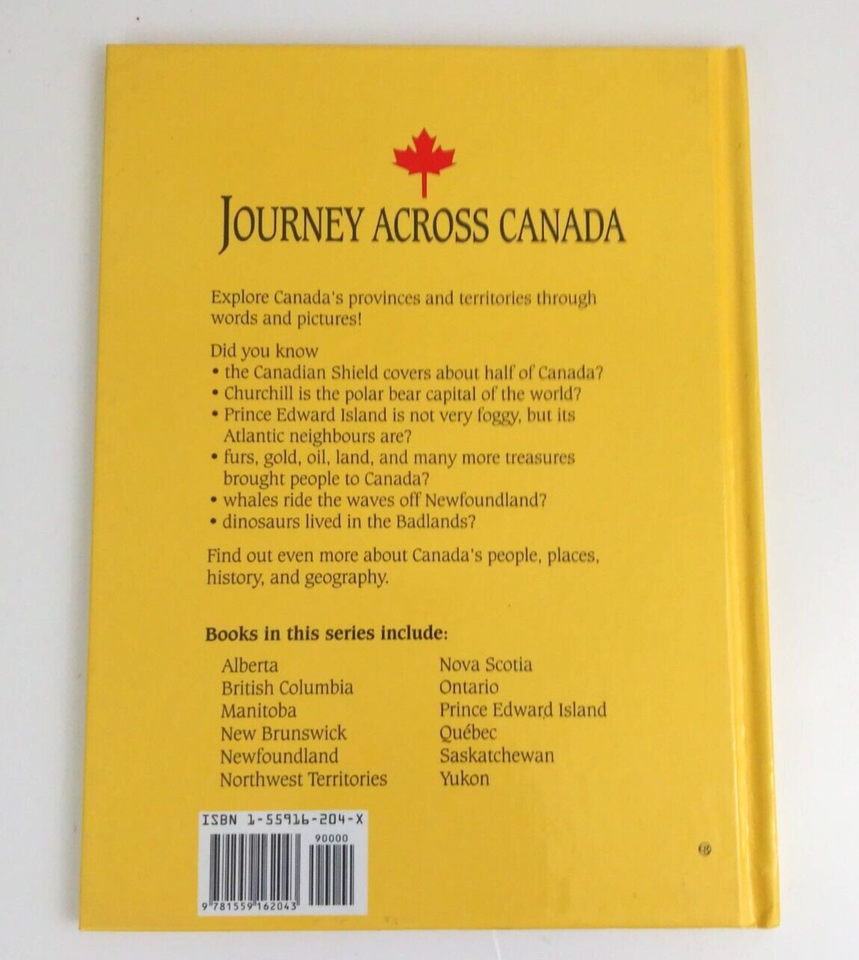 JOURNEY ACROSS CANADA
Explore Canada's provinces and territories through
words and pictures!
Did you know
• the Canadian Shield covers about half of Canada?
• Churchill is the polar bear capital of the world?
• Prince Edward Island is not very foggy, but its
Atlantic neighbours are?
• furs, gold, oil, land, and many more treasures
brought people to Canada?
• whales ride the waves off Newfoundland?
• dinosaurs lived in the Badlands?
Find out even more about Canada's people, places,
history, and geography.
Books in this series include:
Alberta
British Columbia
Manitoba
New Brunswick
Newfoundland
Northwest Territories
Nova Scotia
Ontario
Prince Edward Island
Québec
Saskatchewan
Yukon
ISBN 1-55916-204-X
90000
9 781559 162043